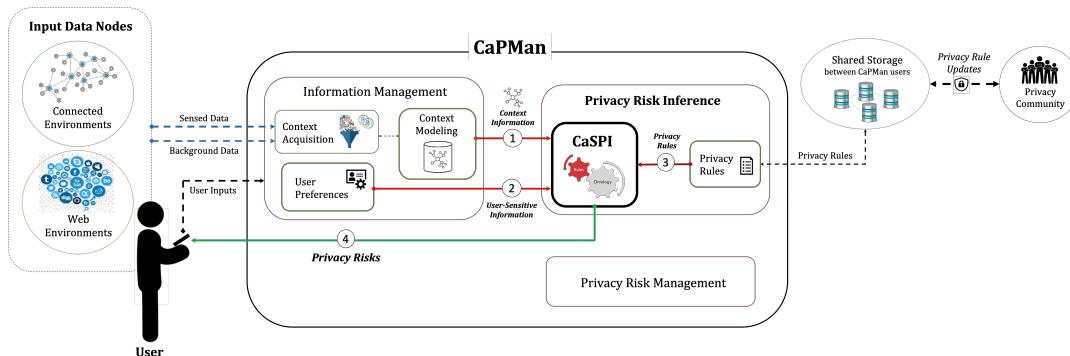 Input Data Nodes
Connected
Environments
Web
Environments
User
Sensed Data
Background Data
User Inputs
CaPMan
Information Management
Context
Acquisition
Context
Modeling
User
Preferences
Context
Information
1
2
User-Sensitive
Information
Privacy Risk Inference
CaSPI
Rules
Ontology
Privacy
Rules
3
Privacy
Rules
4
Privacy Risks
Privacy Risk Management
Privacy Rules
Shared Storage
between CaPMan users
Privacy Rule
Updates
Privacy
Community